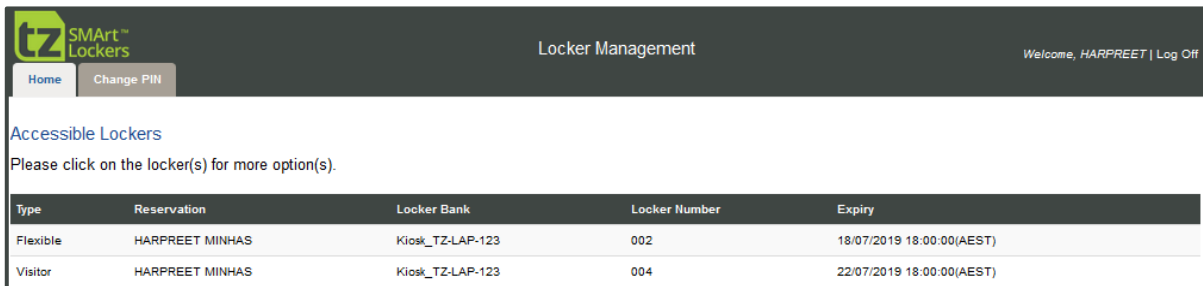 tz SMArt™
Lockers
Locker Management
Welcome, HARPREET | Log Off
Home Change PIN
Accessible Lockers
Please click on the locker(s) for more option(s).
Type Reservation Locker Bank Locker Number Expiry
Flexible HARPREET MINHAS Kiosk_TZ-LAP-123 002 18/07/2019 18:00:00(AEST)
Visitor HARPREET MINHAS Kiosk_TZ-LAP-123 004 22/07/2019 18:00:00(AEST)